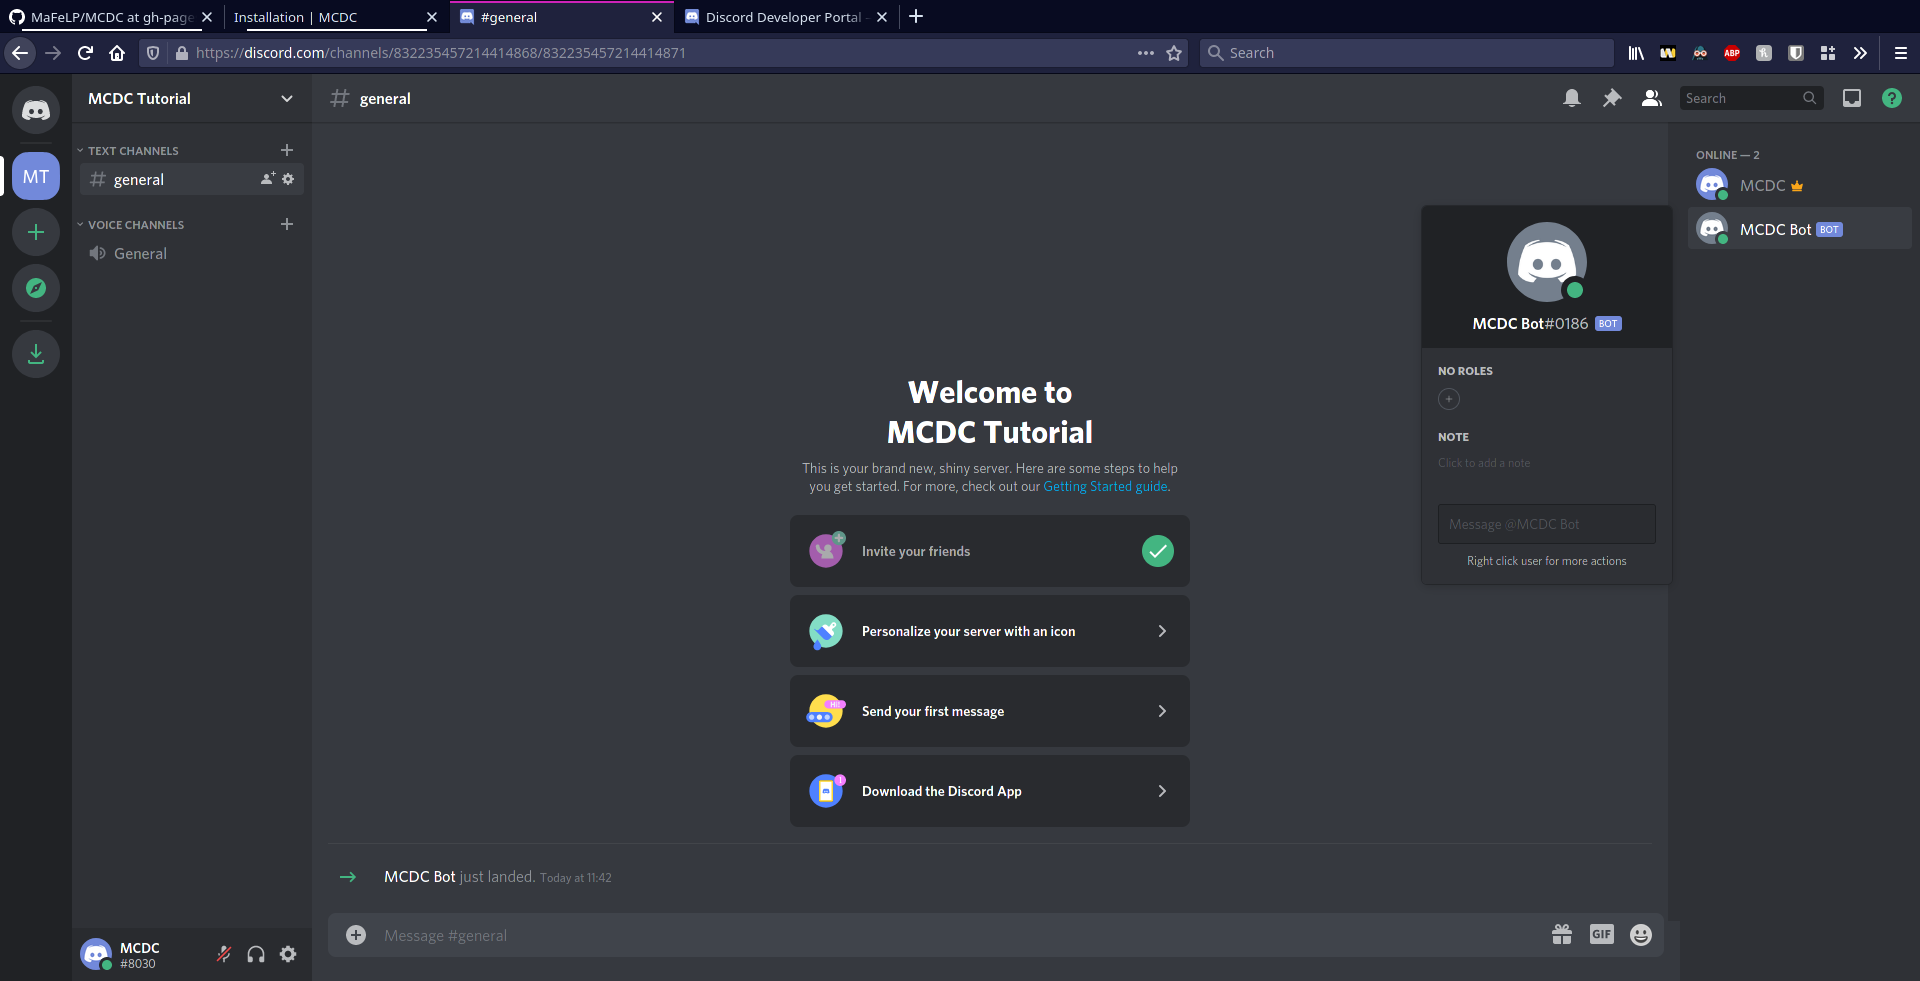 MaFeLP/MCDC at gh-page
Installation | MCDC
#general
Discord Developer Portal -
https://discord.com/channels/832235457214414868/832235457214414871
Search
ABP
MCDC Tutorial
general
Search
?
MT
TEXT CHANNELS
general
VOICE CHANNELS
General
ONLINE — 2
MCDC
MCDC Bot BOT
MCDC Bot#0186 BOT
NO ROLES
NOTE
Click to add a note
Message @MCDC Bot
Right click user for more actions
Welcome to
MCDC Tutorial
This is your brand new, shiny server. Here are some steps to help
you get started. For more, check out our Getting Started guide.
Invite your friends
Personalize your server with an icon
Hi!
Send your first message
Download the Discord App
MCDC Bot just landed. Today at 11:42
Message #general
GIF
MCDC
#8030